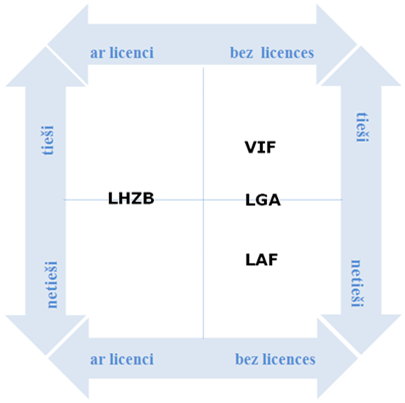 ar licenci bez licences
tieši tieši
VIF
LHZB LGA
LAF
netieši netieši
ar licenci bez licences